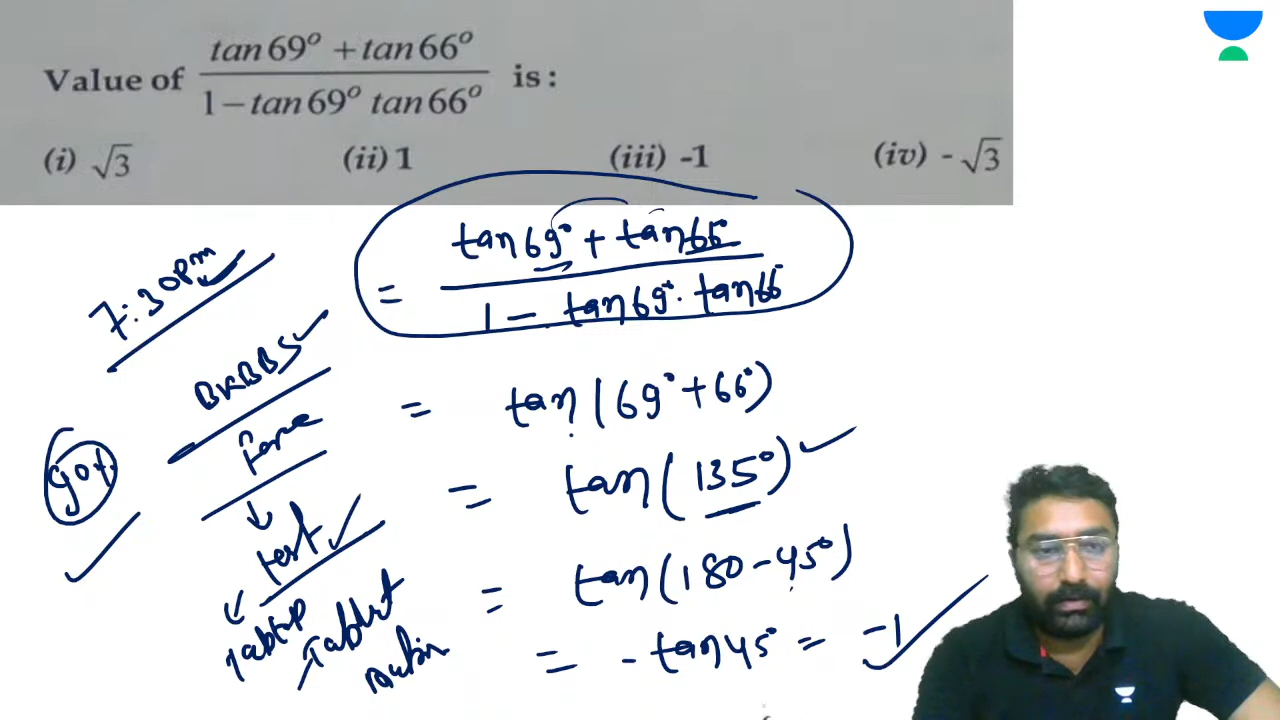 Value of (tan 69° + tan 66°) / (1 – tan 69° tan 66°) is :
(i) √3 (ii) 1 (iii) -1 (iv) - √3
= (tan 69° + tan 66°) / (1 – tan 69° . tan 66°)
= tan (69° + 66°)
= tan (135°)
= tan (180 – 45°)
= - tan 45° = -1
7:30pm
BKBBS
90%
test
Tablet